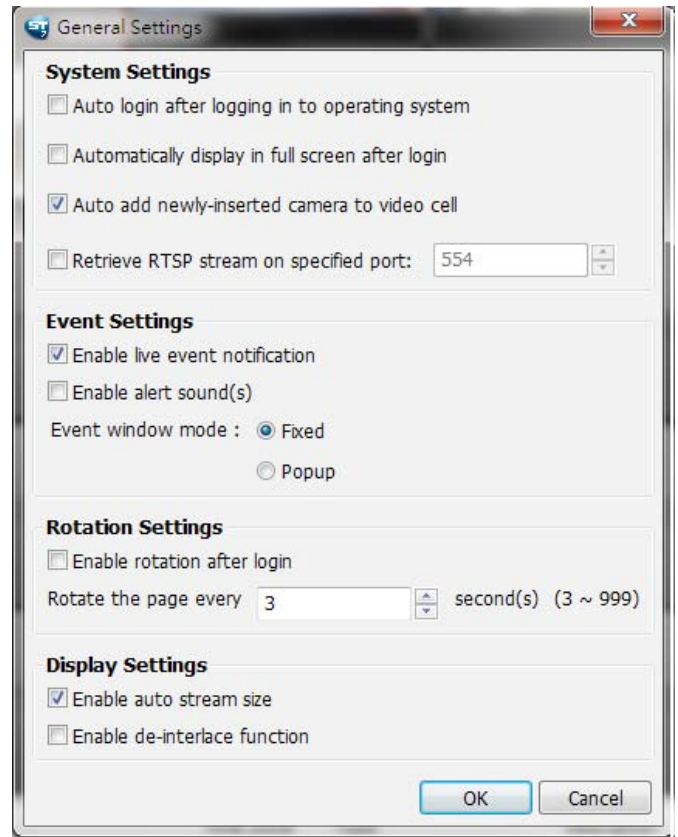 ST
7
General Settings
System Settings
Auto login after logging in to operating system
Automatically display in full screen after login
Auto add newly-inserted camera to video cell
Retrieve RTSP stream on specified port: 554
Event Settings
Enable live event notification
Enable alert sound(s)
Event window mode : Fixed
Popup
Rotation Settings
Enable rotation after login
Rotate the page every 3 second(s) (3 ~ 999)
Display Settings
Enable auto stream size
Enable de-interlace function
OK Cancel